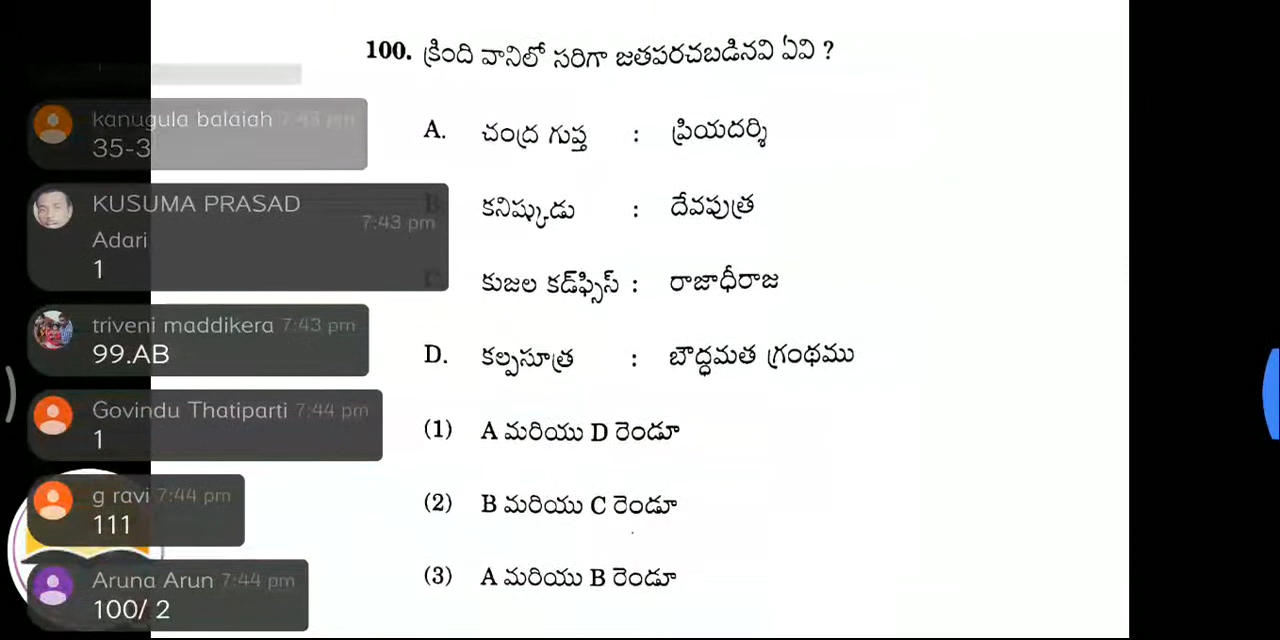 100. క్రింది వానిలో సరిగా జతపరచబడినవి ఏవి ?
A. చంద్ర గుప్త : ప్రియదర్శి
B. కనిష్కుడు : దేవపుత్ర
C. కుజల కడ్‌ఫ్సిస్ : రాజాధీరాజ
D. కల్పసూత్ర : బౌద్ధమత గ్రంథము
(1) A మరియు D రెండూ
(2) B మరియు C రెండూ
(3) A మరియు B రెండూ
kanugula balaiah 7:43 pm
35-3
KUSUMA PRASAD
7:43 pm
Adari
1
triveni maddikera 7:43 pm
99.AB
Govindu Thatiparti 7:44 pm
1
g ravi 7:44 pm
111
Aruna Arun 7:44 pm
100/ 2